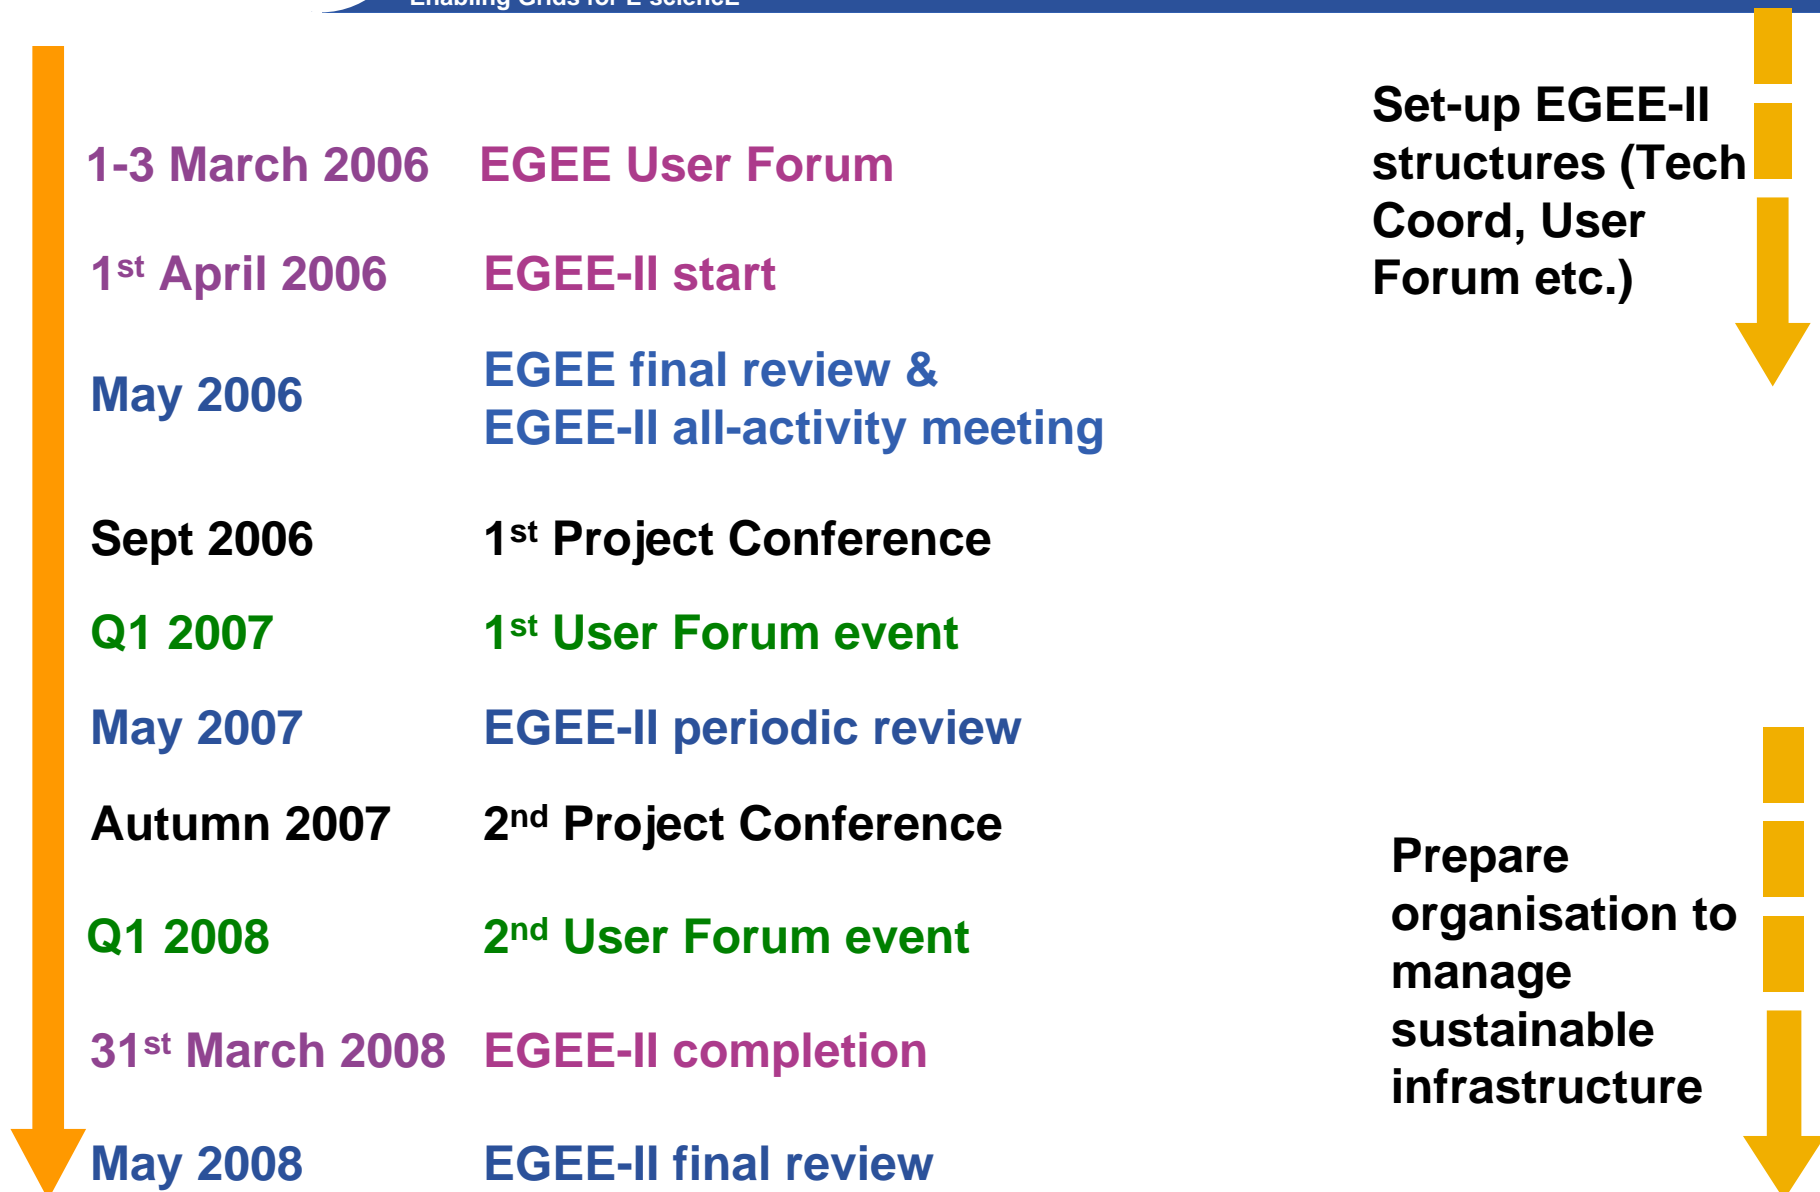 Enabling Grids for E-sciencE
1-3 March 2006 EGEE User Forum
1st April 2006 EGEE-II start
May 2006 EGEE final review &
EGEE-II all-activity meeting
Sept 2006 1st Project Conference
Q1 2007 1st User Forum event
May 2007 EGEE-II periodic review
Autumn 2007 2nd Project Conference
Q1 2008 2nd User Forum event
31st March 2008 EGEE-II completion
May 2008 EGEE-II final review
Set-up EGEE-II
structures (Tech
Coord, User
Forum etc.)
Prepare
organisation to
manage
sustainable
infrastructure